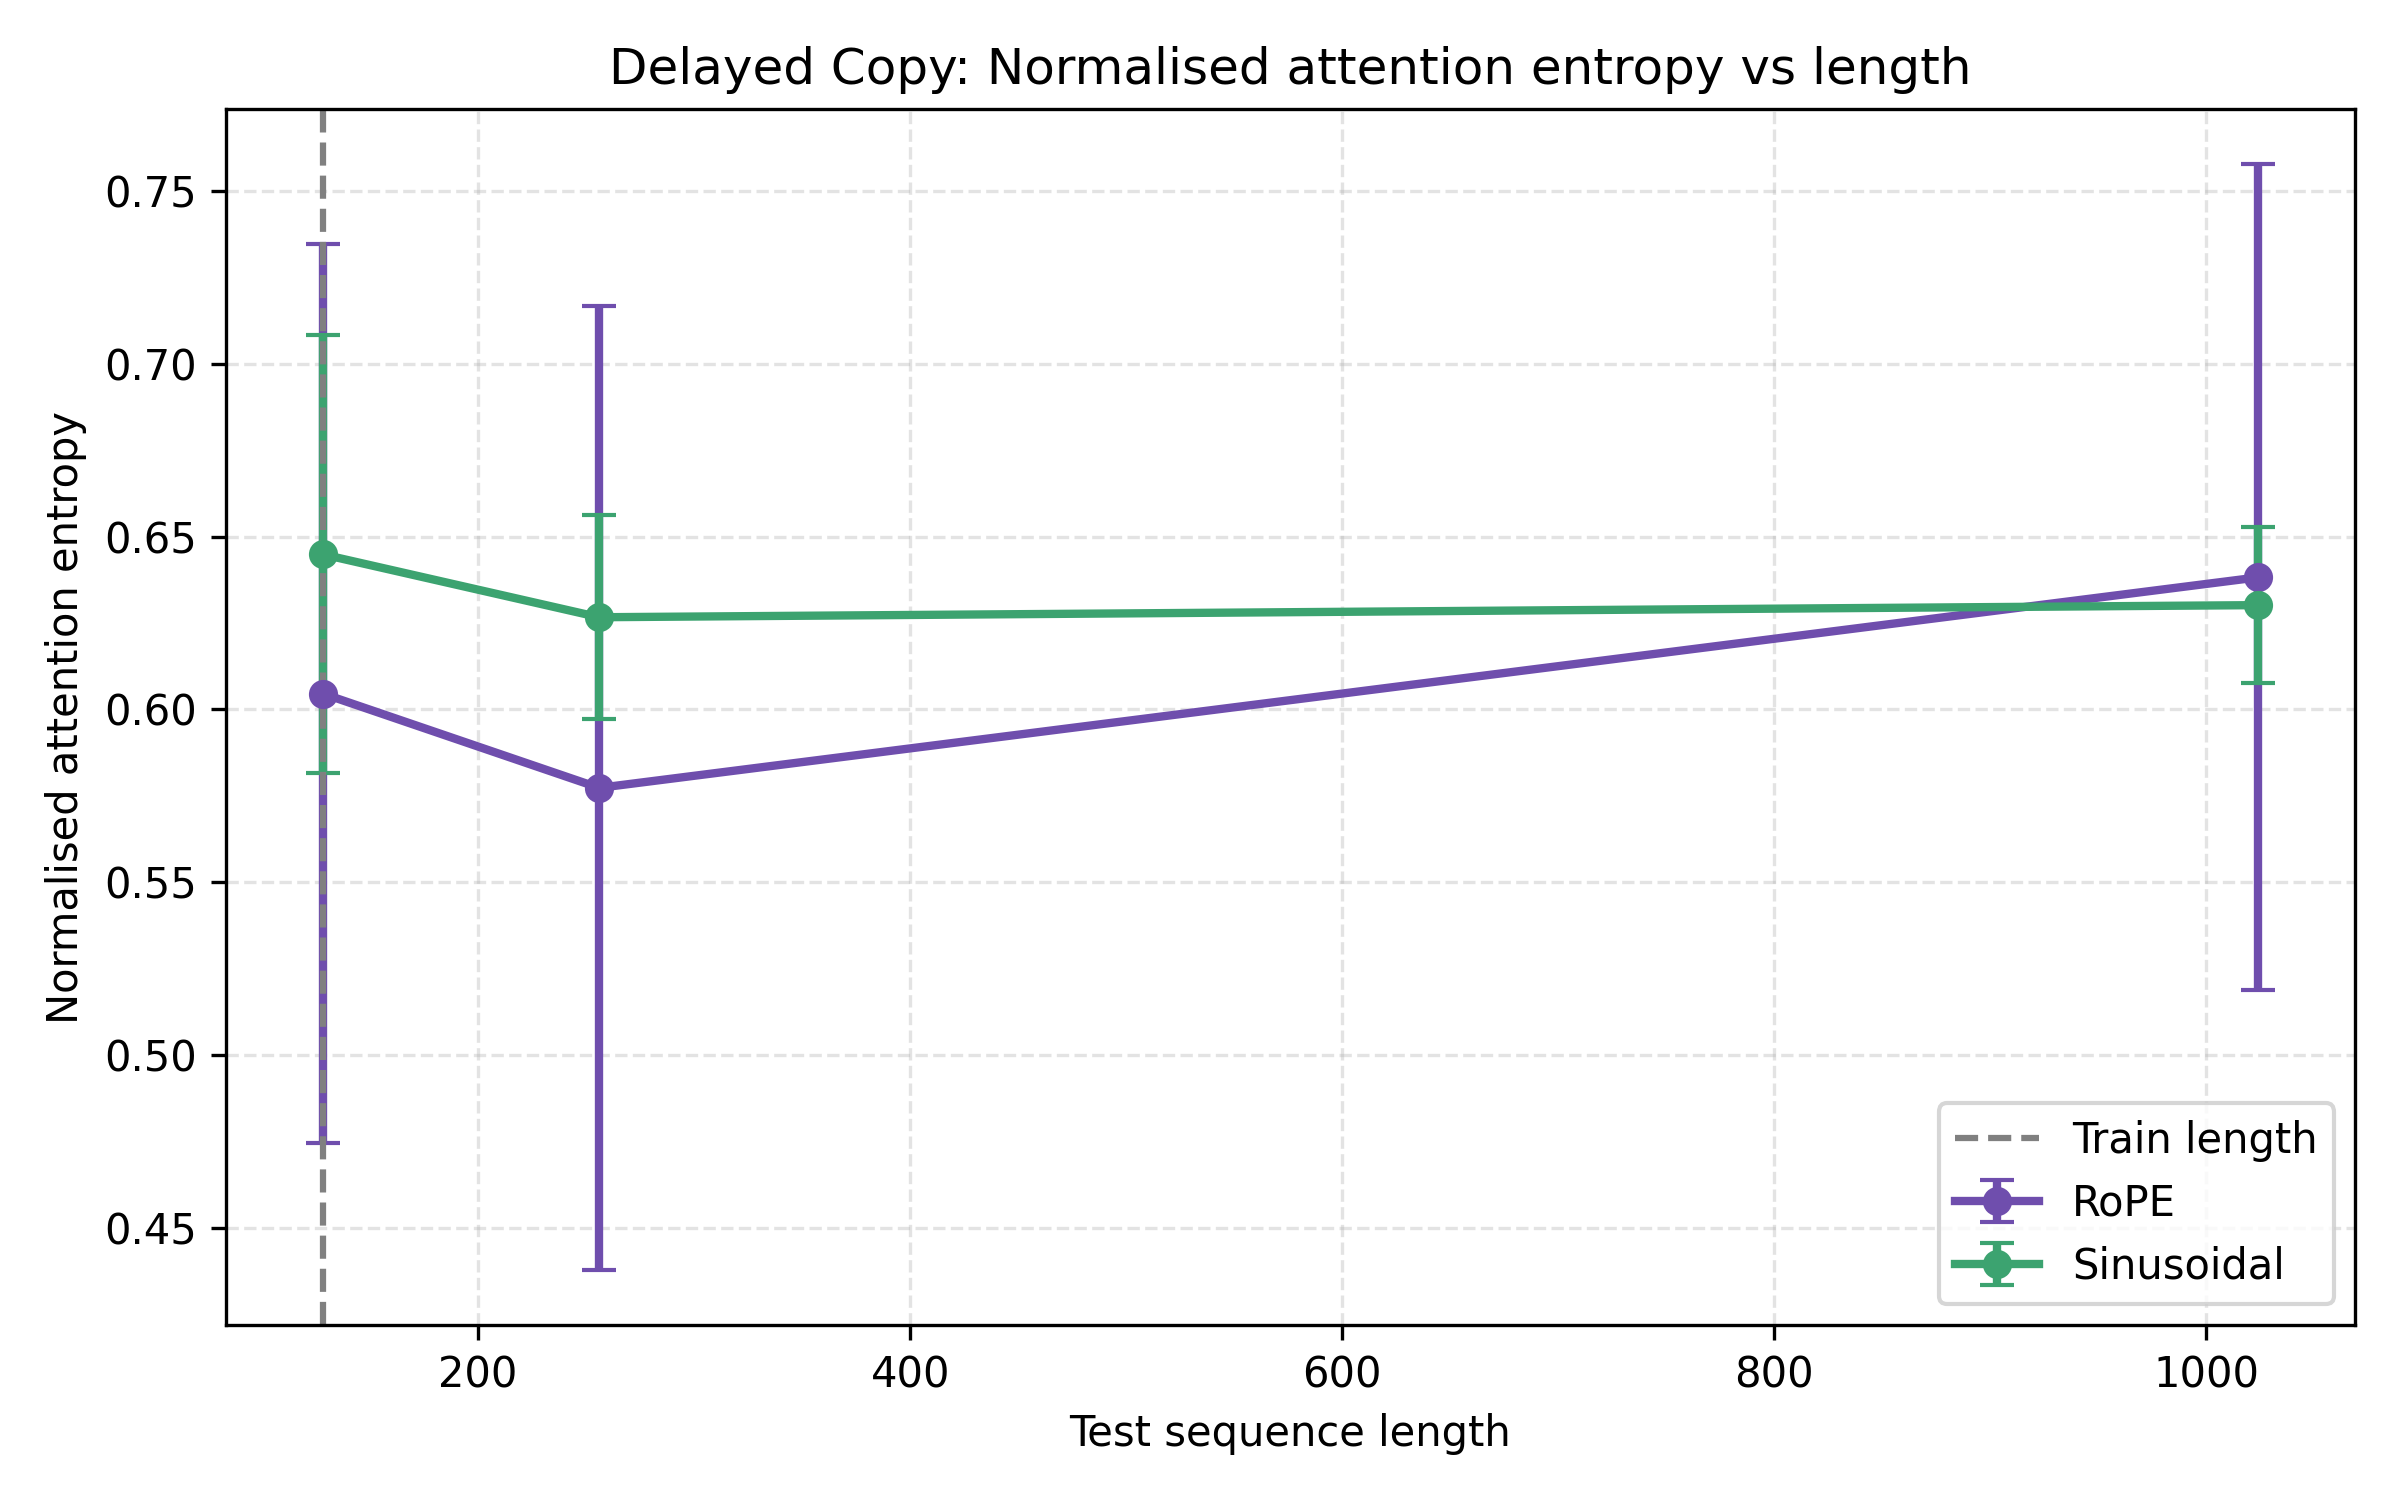 Delayed Copy: Normalised attention entropy vs length
Normalised attention entropy
0.75
0.70
0.65
0.60
0.55
0.50
0.45
200
400
600
800
1000
Test sequence length
Train length
RoPE
Sinusoidal